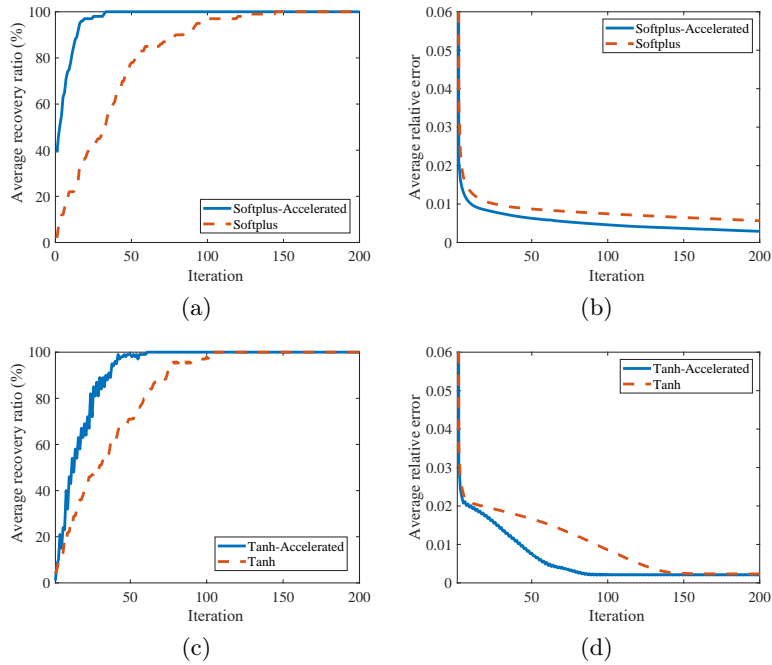 100
80
60
40
20
0
Average recovery ratio (%)
Softplus-Accelerated
Softplus
0
50
100
150
200
Iteration
(a)
0.06
0.05
0.04
0.03
0.02
0.01
0
Average relative error
Softplus-Accelerated
Softplus
50
100
150
200
Iteration
(b)
100
80
60
40
20
0
Average recovery ratio (%)
Tanh-Accelerated
Tanh
50
100
150
200
Iteration
(c)
0.06
0.05
0.04
0.03
0.02
0.01
0
Average relative error
Tanh-Accelerated
Tanh
50
100
150
200
Iteration
(d)